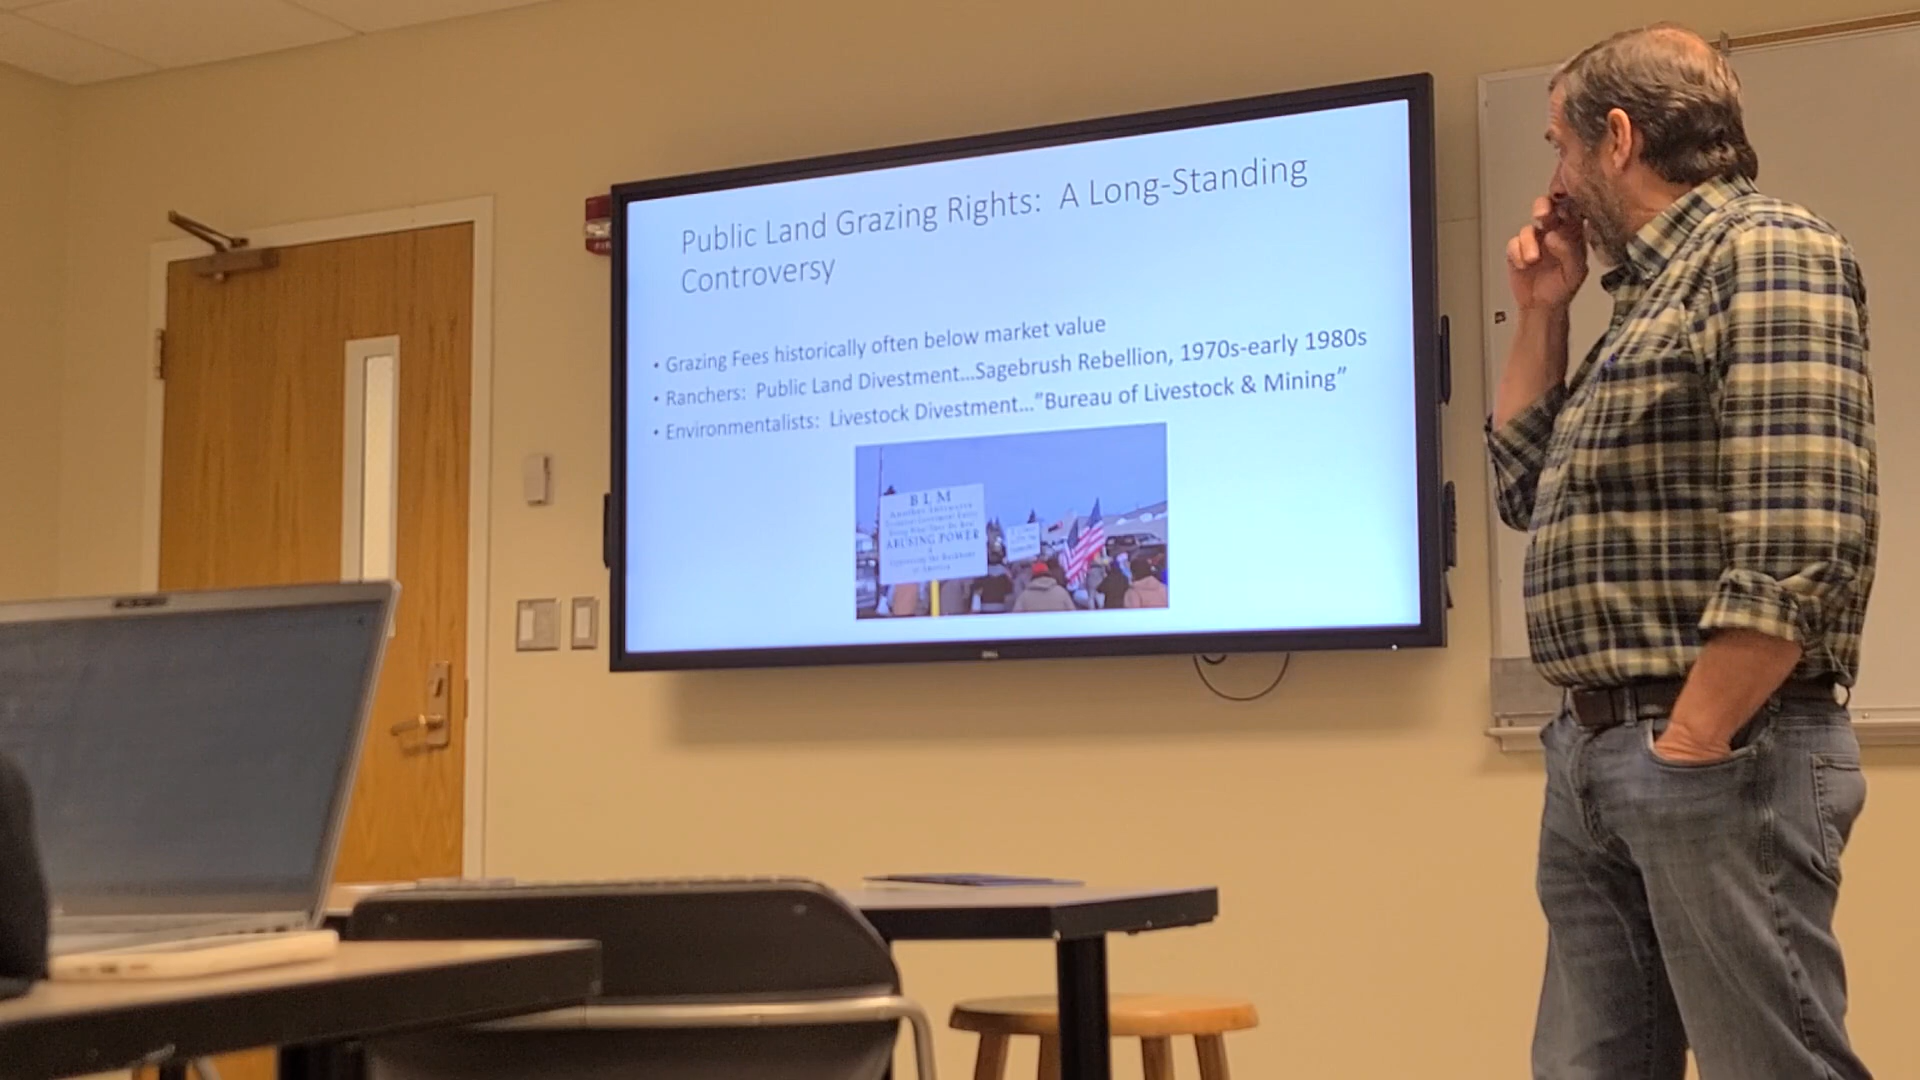 Public Land Grazing Rights:  A Long-Standing
Controversy
• Grazing Fees historically often below market value
• Ranchers:  Public Land Divestment...Sagebrush Rebellion, 1970s-early 1980s
• Environmentalists:  Livestock Divestment..."Bureau of Livestock & Mining"
B L M
ABUSING POWER
DELL